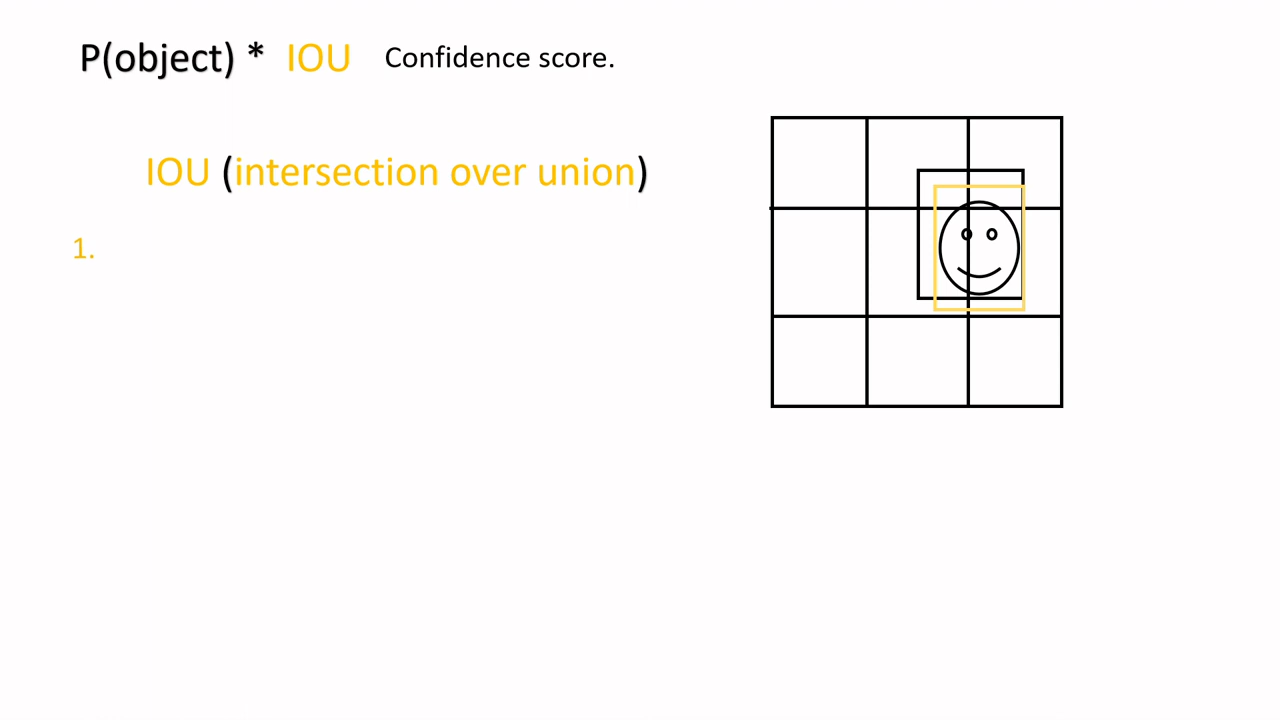 P(object) * IOU Confidence score.
IOU (intersection over union)
1.